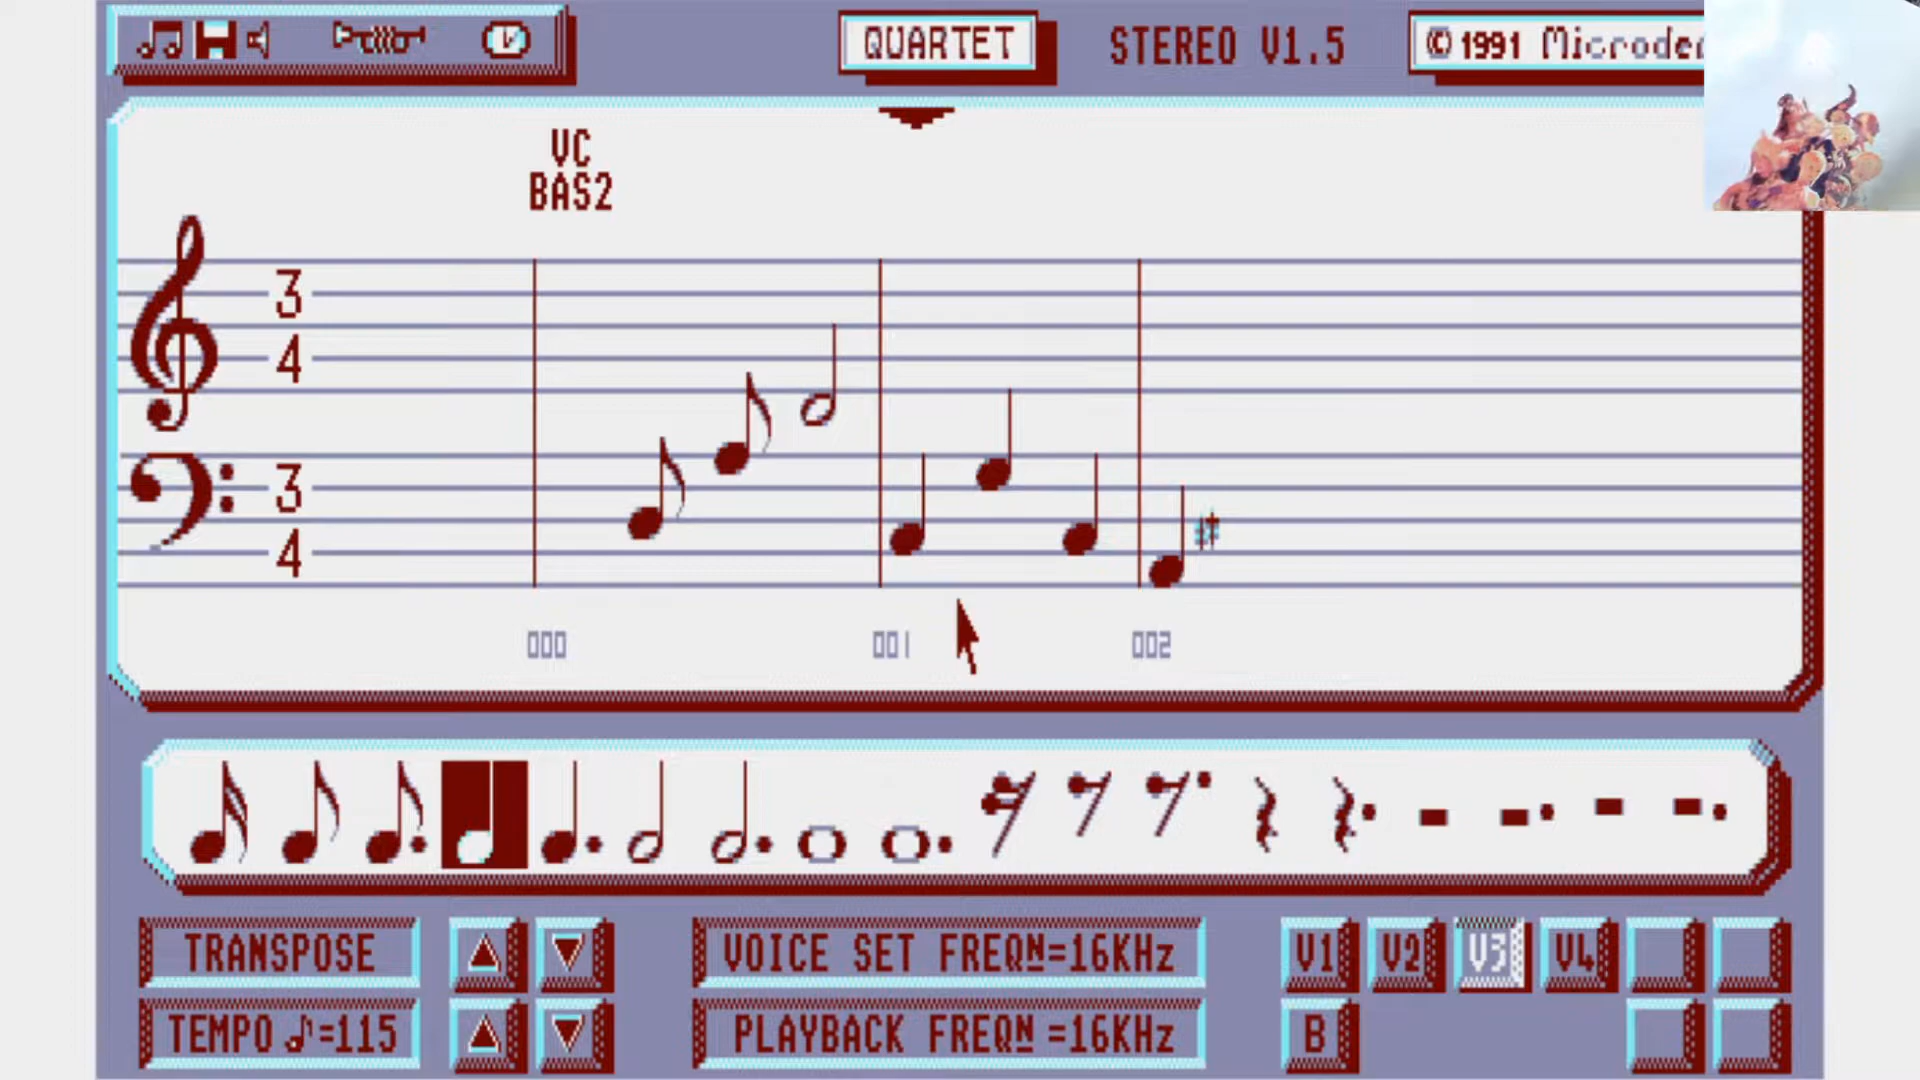 QUARTET STEREO V1.5 © 1991 Microdea
VC
BAS2
3
4
3
4
000 001 002
TRANSPOSE
VOICE SET FREQN=16KHz
V1 V2 V3 V4
TEMPO ♪=115
PLAYBACK FREQN =16KHz
B